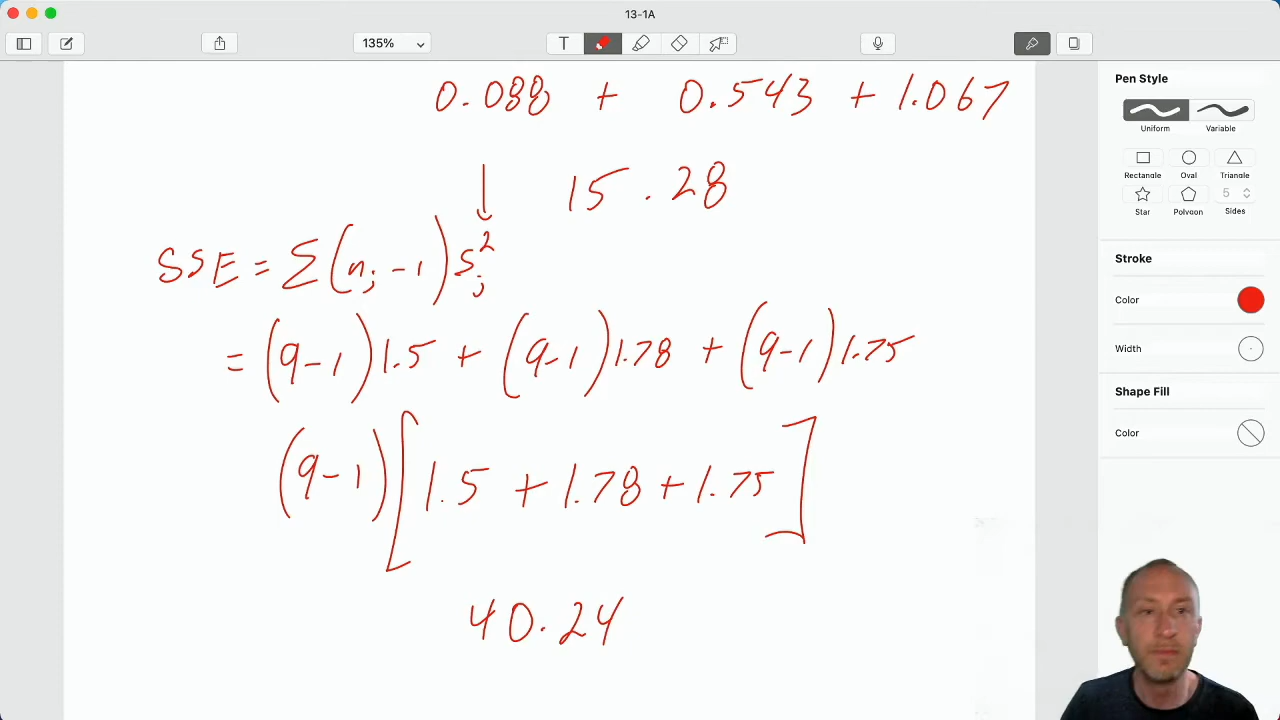 13-1A
135%
T
Pen Style
Uniform Variable
Rectangle Oval Triangle
5
Star Polygon Sides
Stroke
Color
Width
Shape Fill
Color
0.088 + 0.543 + 1.067
15.28
SSE = Σ(nj - 1) Sj²
= (9-1)1.5 + (9-1)1.78 + (9-1)1.75
(9-1)[1.5 + 1.78 + 1.75]
40.24